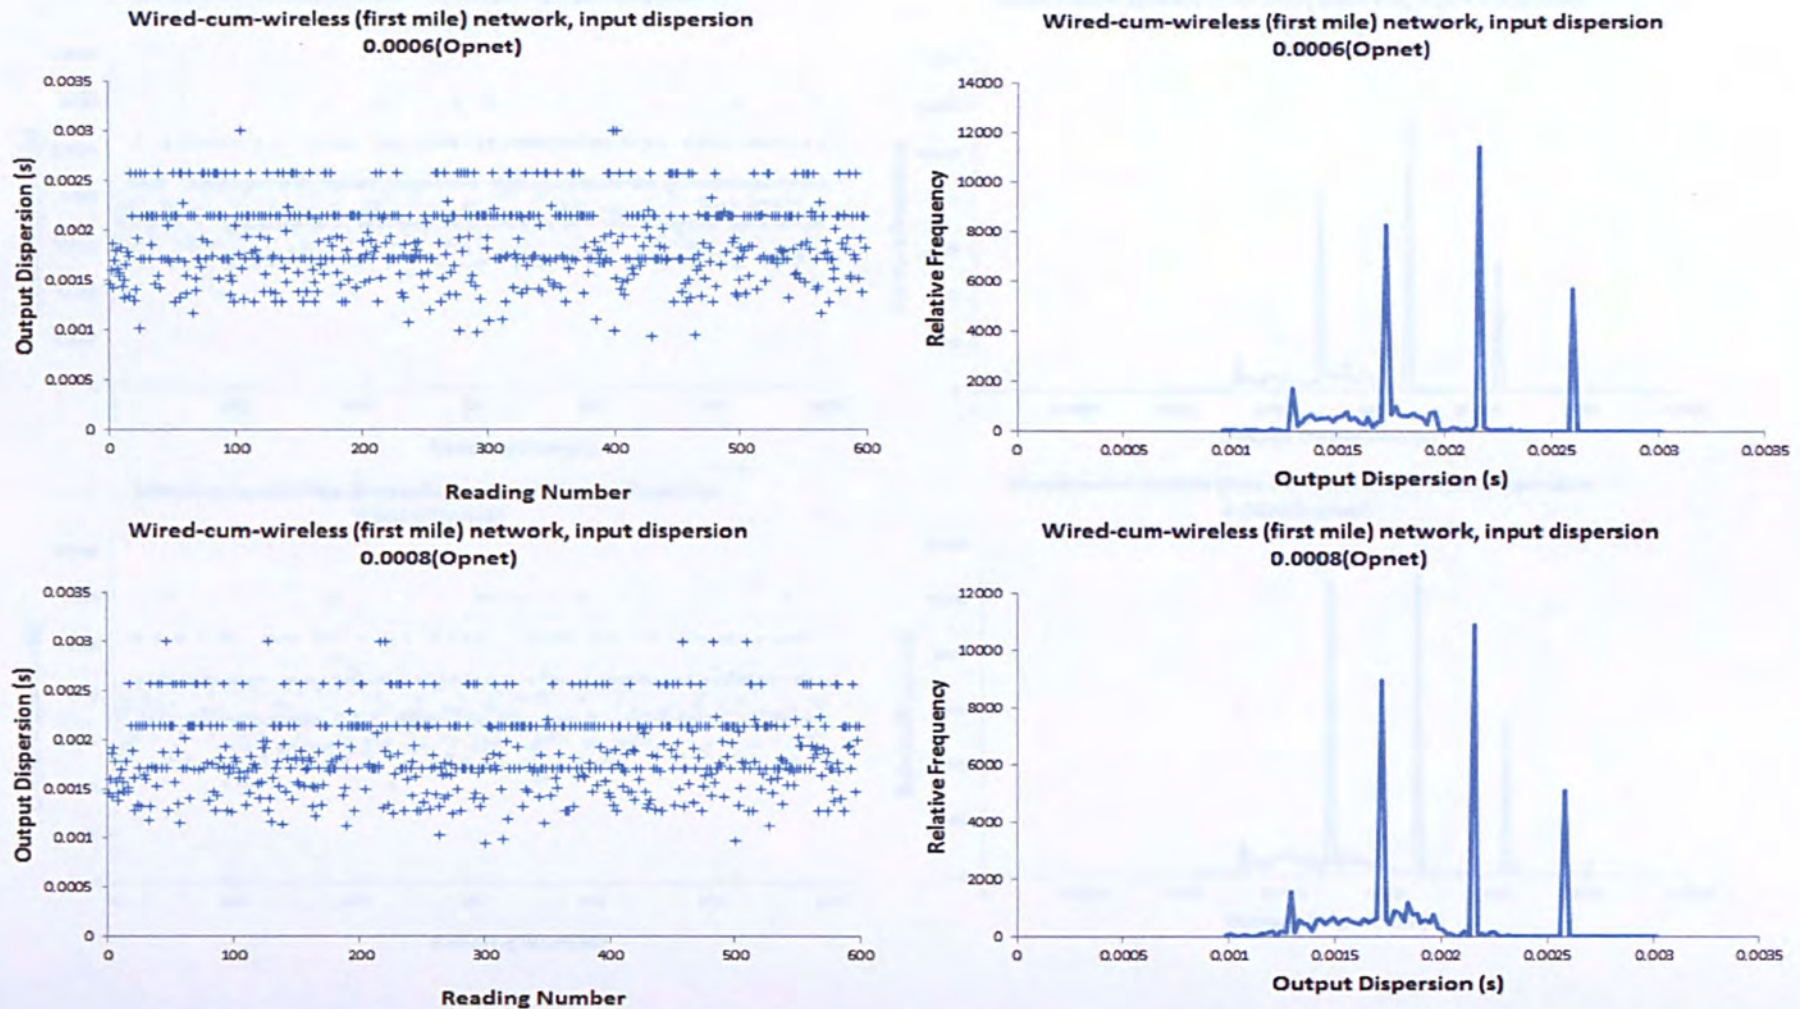 Wired-cum-wireless (first mile) network, input dispersion
0.0006(Opnet)
Output Dispersion (s)
0.0035
0.003
0.0025
0.002
0.0015
0.001
0.0005
0
0 100 200 300 400 500 600
Reading Number
Wired-cum-wireless (first mile) network, input dispersion
0.0006(Opnet)
Relative Frequency
14000
12000
10000
8000
6000
4000
2000
0
0 0.0005 0.001 0.0015 0.002 0.0025 0.003 0.0035
Output Dispersion (s)
Wired-cum-wireless (first mile) network, input dispersion
0.0008(Opnet)
Output Dispersion (s)
0.0035
0.003
0.0025
0.002
0.0015
0.001
0.0005
0
0 100 200 300 400 500 600
Reading Number
Wired-cum-wireless (first mile) network, input dispersion
0.0008(Opnet)
Relative Frequency
12000
10000
8000
6000
4000
2000
0
0 0.0005 0.001 0.0015 0.002 0.0025 0.003 0.0035
Output Dispersion (s)